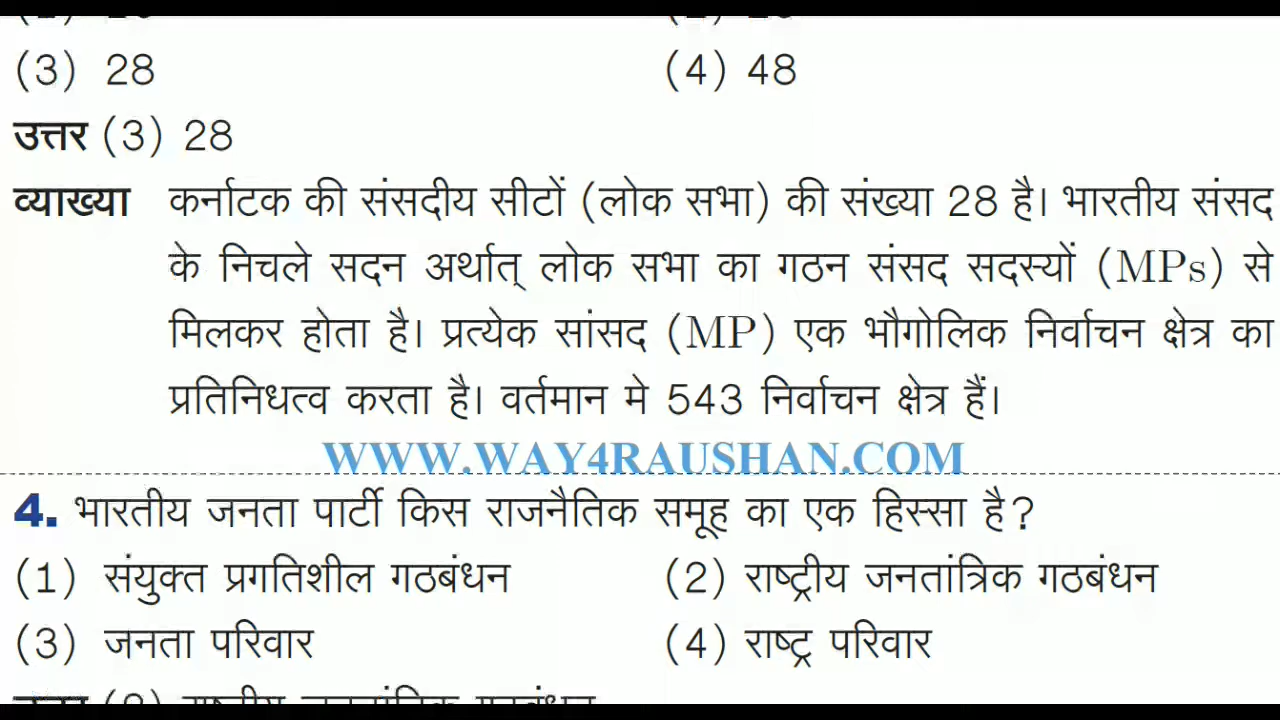 (3) 28 (4) 48
उत्तर (3) 28
व्याख्या कर्नाटक की संसदीय सीटों (लोक सभा) की संख्या 28 है। भारतीय संसद
के निचले सदन अर्थात् लोक सभा का गठन संसद सदस्यों (MPs) से
मिलकर होता है। प्रत्येक सांसद (MP) एक भौगोलिक निर्वाचन क्षेत्र का
प्रतिनिधत्व करता है। वर्तमान मे 543 निर्वाचन क्षेत्र हैं।
WWW.WAY4RAUSHAN.COM
4. भारतीय जनता पार्टी किस राजनैतिक समूह का एक हिस्सा है?
(1) संयुक्त प्रगतिशील गठबंधन (2) राष्ट्रीय जनतांत्रिक गठबंधन
(3) जनता परिवार (4) राष्ट्र परिवार